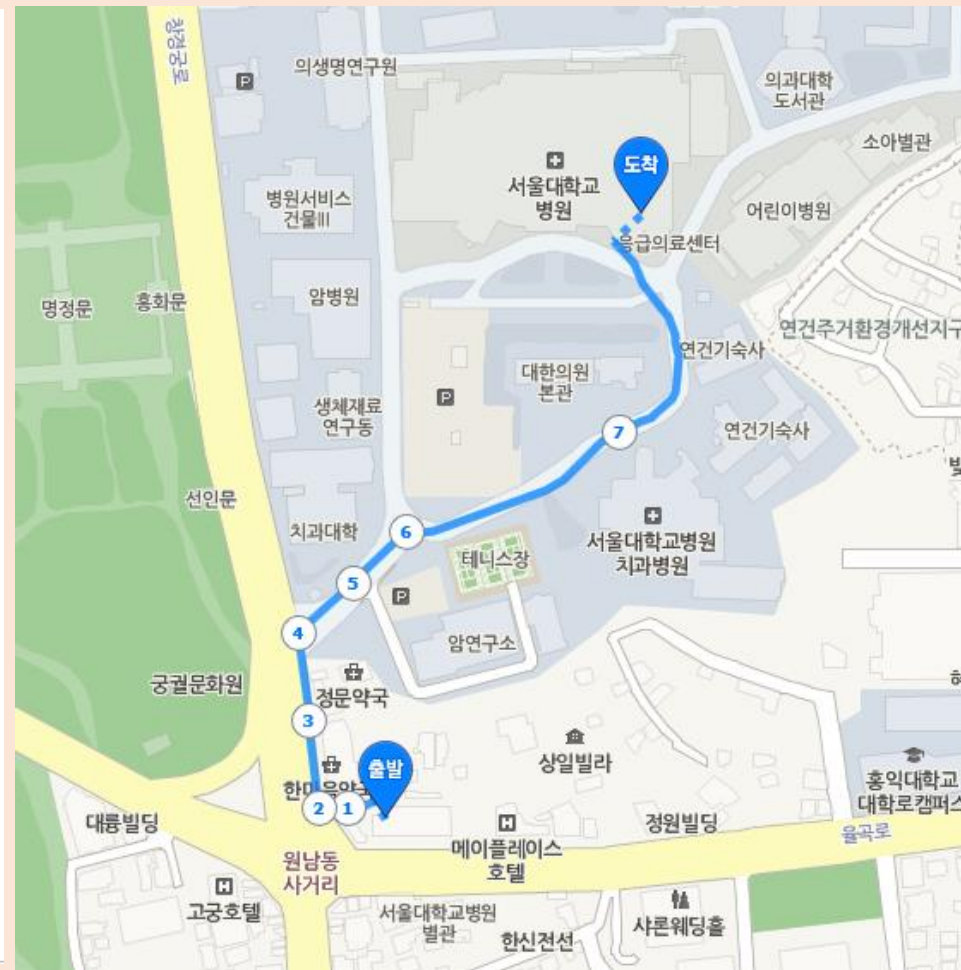 창경궁로
의생명연구원
P
의과대학
도서관
소아별관
도착
서울대학교
병원
병원서비스
건물III
어린이병원
응급의료센터
명정문
홍화문
암병원
연건주거환경개선지구
연건기숙사
대한의원
본관
P
생체재료
연구동
7
연건기숙사
선인문
6
치과대학
서울대학교병원
치과병원
테니스장
5
P
4
암연구소
궁궐문화원
정문약국
3
상일빌라
출발
한마음약국
홍익대학교
대학로캠퍼스
2
1
대륭빌딩
정원빌딩
율곡로
H
메이플레이스
호텔
원남동
사거리
H
고궁호텔
서울대학교병원
별관
샤론웨딩홀
한신전선